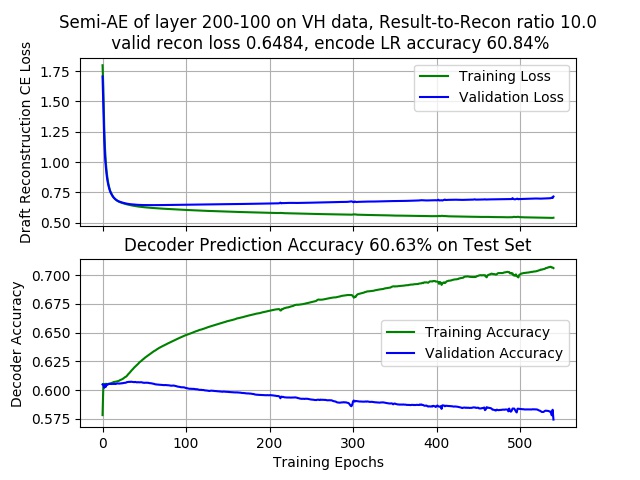 Semi-AE of layer 200-100 on VH data, Result-to-Recon ratio 10.0
valid recon loss 0.6484, encode LR accuracy 60.84%
Draft Reconstruction CE Loss
1.75
1.50
1.25
1.00
0.75
0.50
Training Loss
Validation Loss
Decoder Prediction Accuracy 60.63% on Test Set
Decoder Accuracy
0.700
0.675
0.650
0.625
0.600
0.575
Training Accuracy
Validation Accuracy
0 100 200 300 400 500
Training Epochs